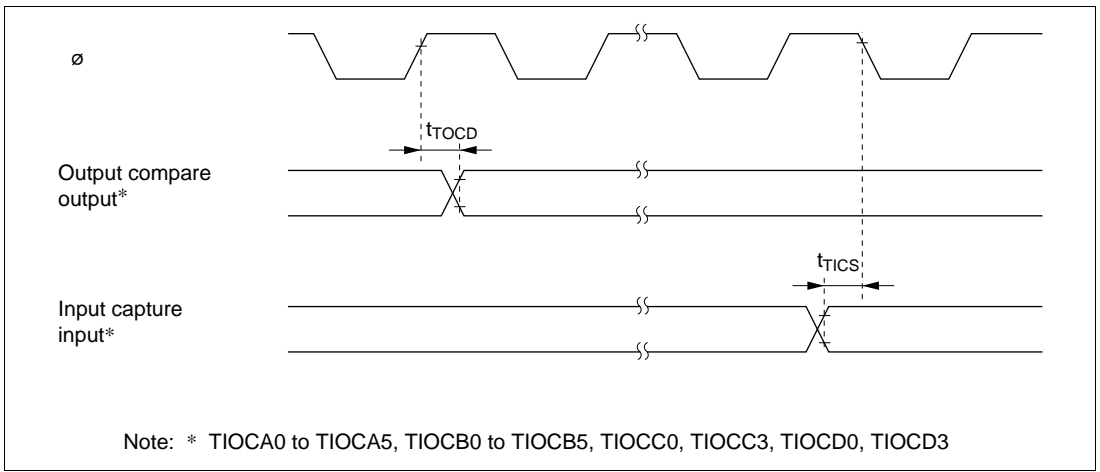 ø
tTOCD
Output compare
output*
tTICS
Input capture
input*
Note: * TIOCA0 to TIOCA5, TIOCB0 to TIOCB5, TIOCC0, TIOCC3, TIOCD0, TIOCD3